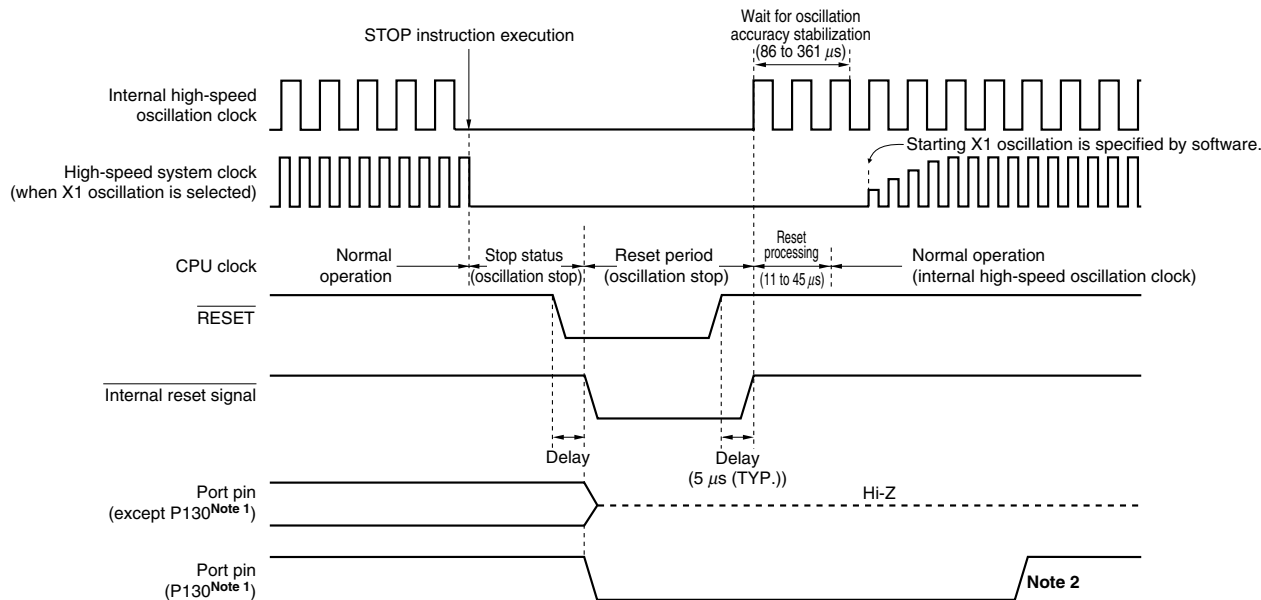 Wait for oscillation
accuracy stabilization
(86 to 361 μs)
STOP instruction execution
Internal high-speed
oscillation clock
Starting X1 oscillation is specified by software.
High-speed system clock
(when X1 oscillation is selected)
CPU clock
Normal
operation
Stop status
(oscillation stop)
Reset period
(oscillation stop)
Reset
processing
(11 to 45 μs)
Normal operation
(internal high-speed oscillation clock)
RESET
Internal reset signal
Delay
Delay
(5 μs (TYP.))
Port pin
(except P130Note 1)
Hi-Z
Port pin
(P130Note 1)
Note 2